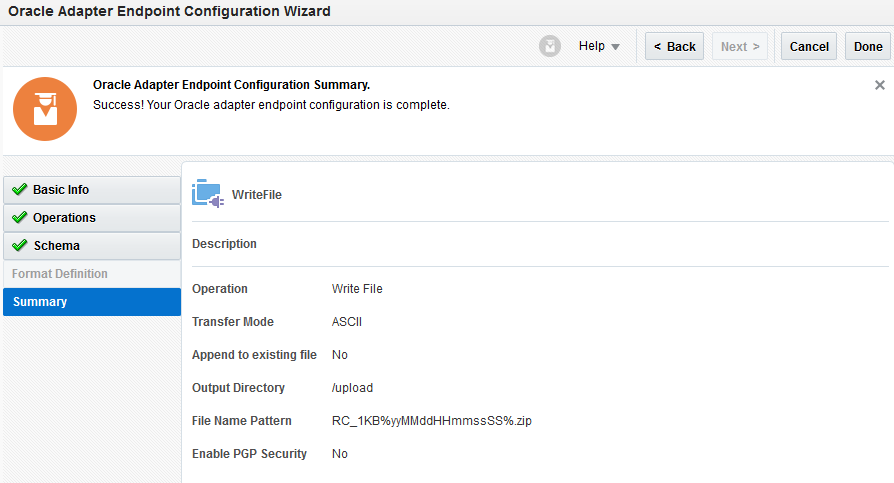 Oracle Adapter Endpoint Configuration Wizard
Help
< Back
Next >
Cancel
Done
Oracle Adapter Endpoint Configuration Summary.
Success! Your Oracle adapter endpoint configuration is complete.
Basic Info
Operations
Schema
Format Definition
Summary
WriteFile
Description
Operation Write File
Transfer Mode ASCII
Append to existing file No
Output Directory /upload
File Name Pattern RC_1KB%yyMMddHHmmssSS%.zip
Enable PGP Security No